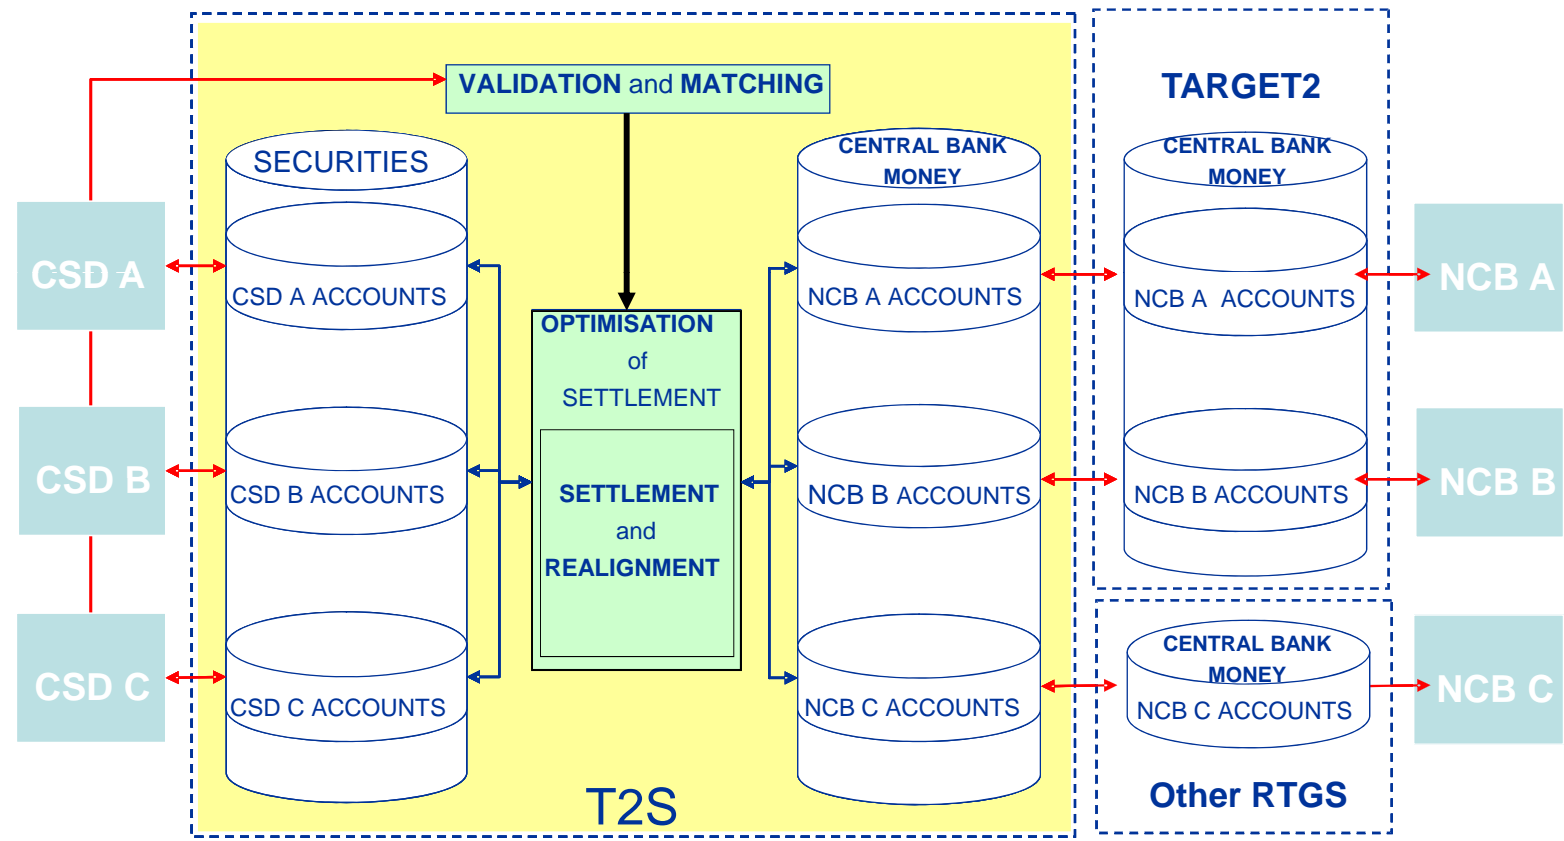 VALIDATION and MATCHING
TARGET2
SECURITIES
CENTRAL BANK
MONEY
CENTRAL BANK
MONEY
CSD A
CSD A ACCOUNTS
NCB A ACCOUNTS
NCB A ACCOUNTS
NCB A
OPTIMISATION
of
SETTLEMENT
CSD B
CSD B ACCOUNTS
SETTLEMENT
and
REALIGNMENT
NCB B ACCOUNTS
NCB B ACCOUNTS
NCB B
CENTRAL BANK
MONEY
CSD C
CSD C ACCOUNTS
NCB C ACCOUNTS
NCB C ACCOUNTS
NCB C
T2S
Other RTGS